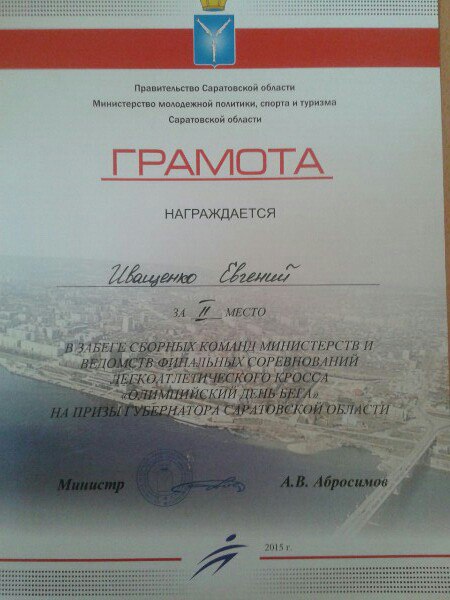 Правительство Саратовской области
Министерство молодежной политики, спорта и туризма
Саратовской области
ГРАМОТА
НАГРАЖДАЕТСЯ
Иващенко Евгений
ЗА II МЕСТО
В ЗАБЕГЕ СБОРНЫХ КОМАНД МИНИСТЕРСТВ И
ВЕДОМСТВ ФИНАЛЬНЫХ СОРЕВНОВАНИЙ
ЛЕГКОАТЛЕТИЧЕСКОГО КРОССА
«ОЛИМПИЙСКИЙ ДЕНЬ БЕГА»
НА ПРИЗЫ ГУБЕРНАТОРА САРАТОВСКОЙ ОБЛАСТИ
Министр А.В. Абросимов
2015 г.